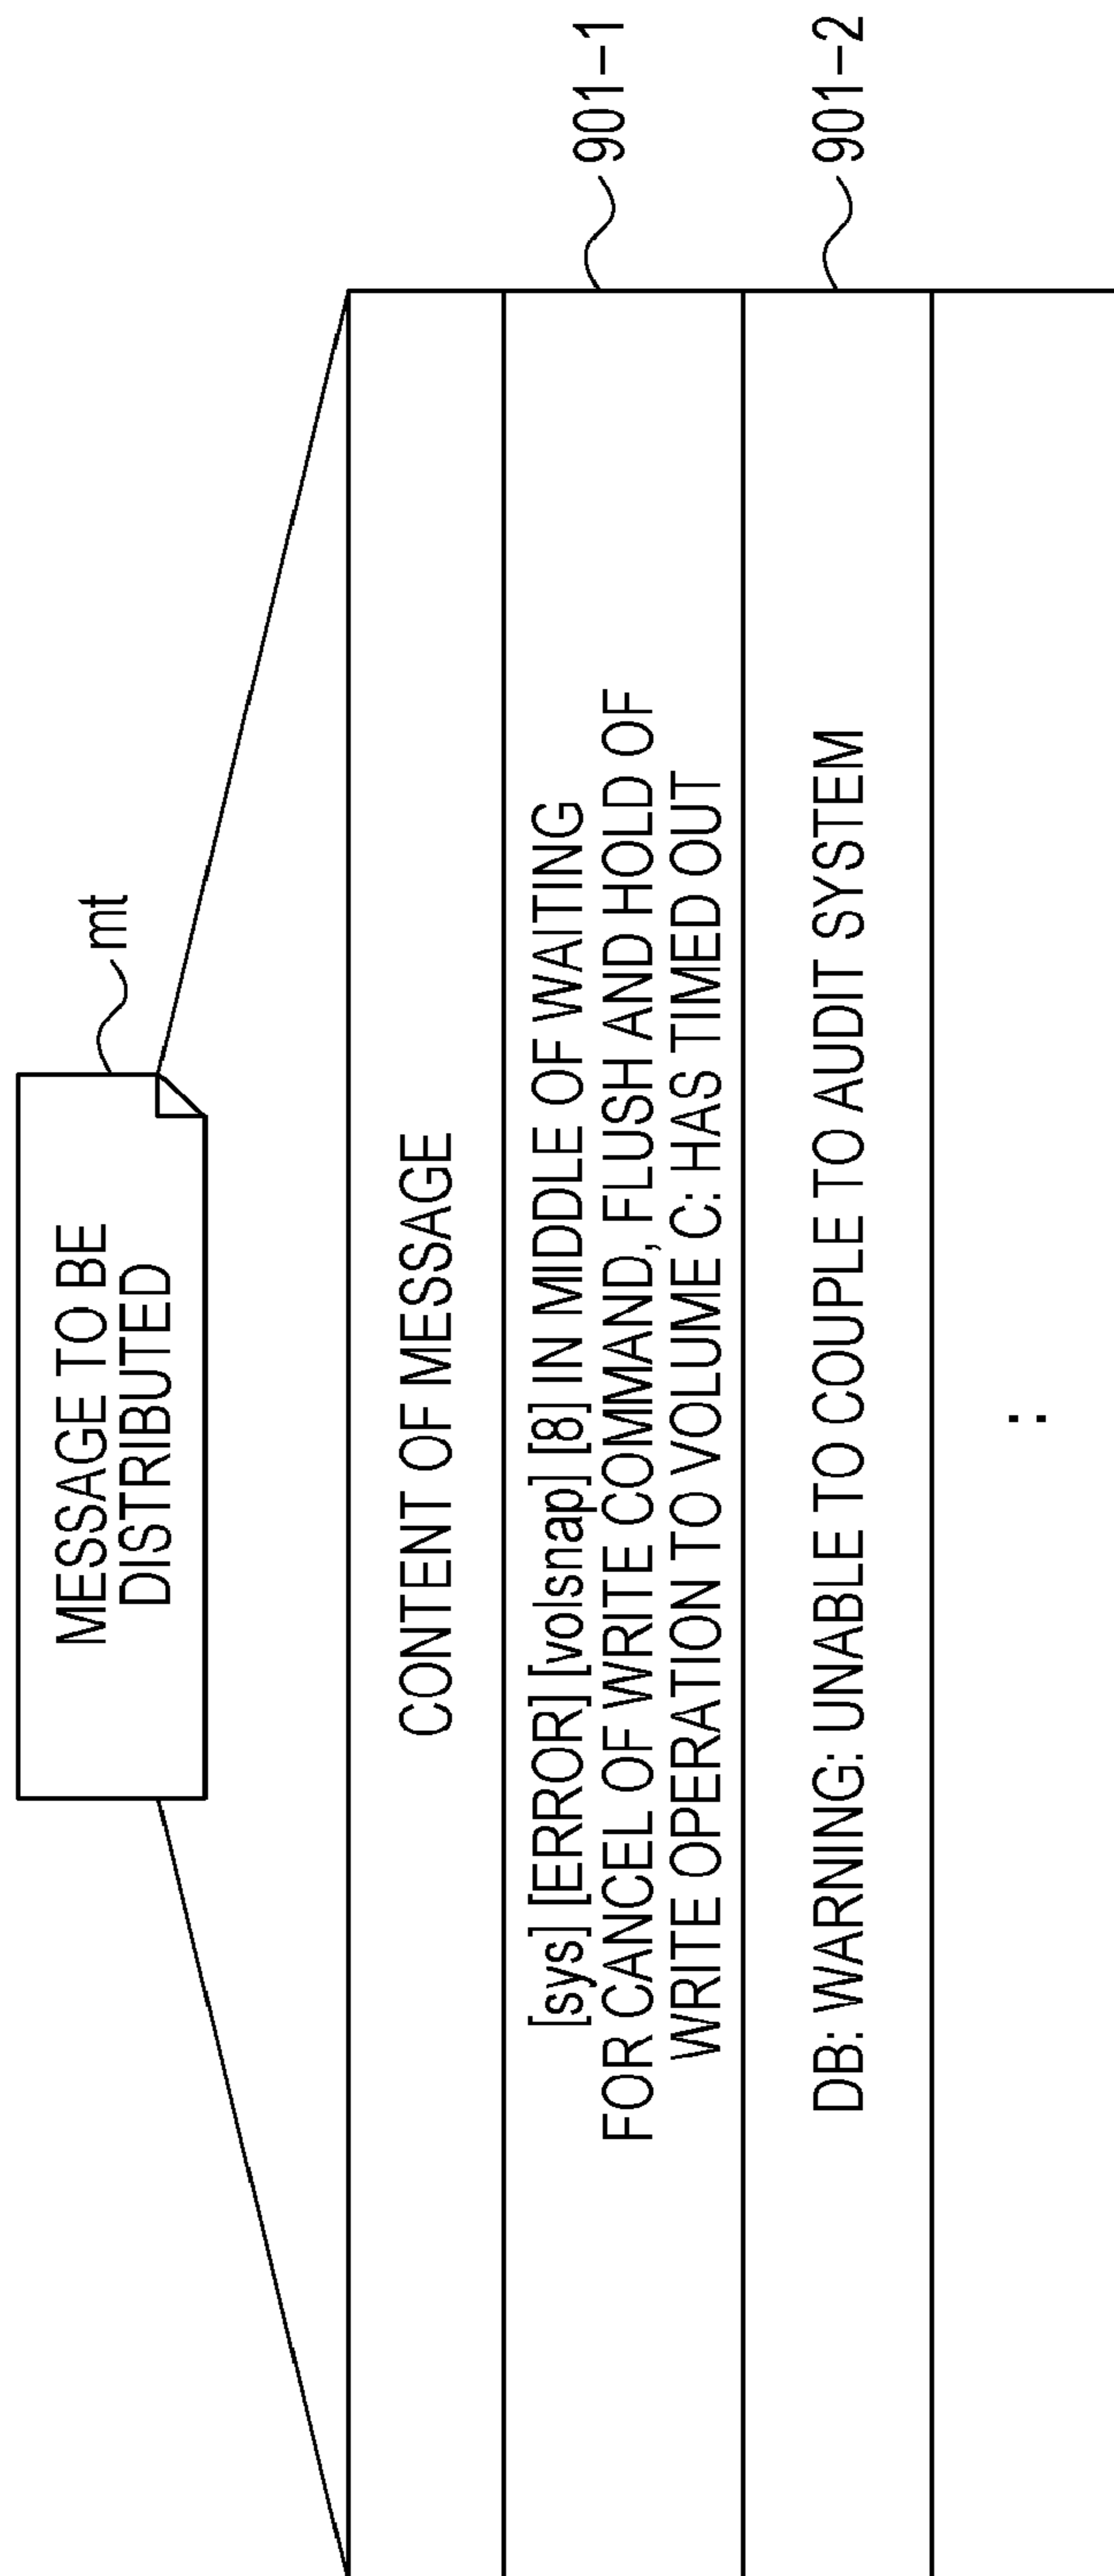 MESSAGE TO BE
DISTRIBUTED
mt
CONTENT OF MESSAGE
[sys] [ERROR] [volsnap] [8] IN MIDDLE OF WAITING
FOR CANCEL OF WRITE COMMAND, FLUSH AND HOLD OF
WRITE OPERATION TO VOLUME C: HAS TIMED OUT
901-1
DB: WARNING: UNABLE TO COUPLE TO AUDIT SYSTEM
901-2
: